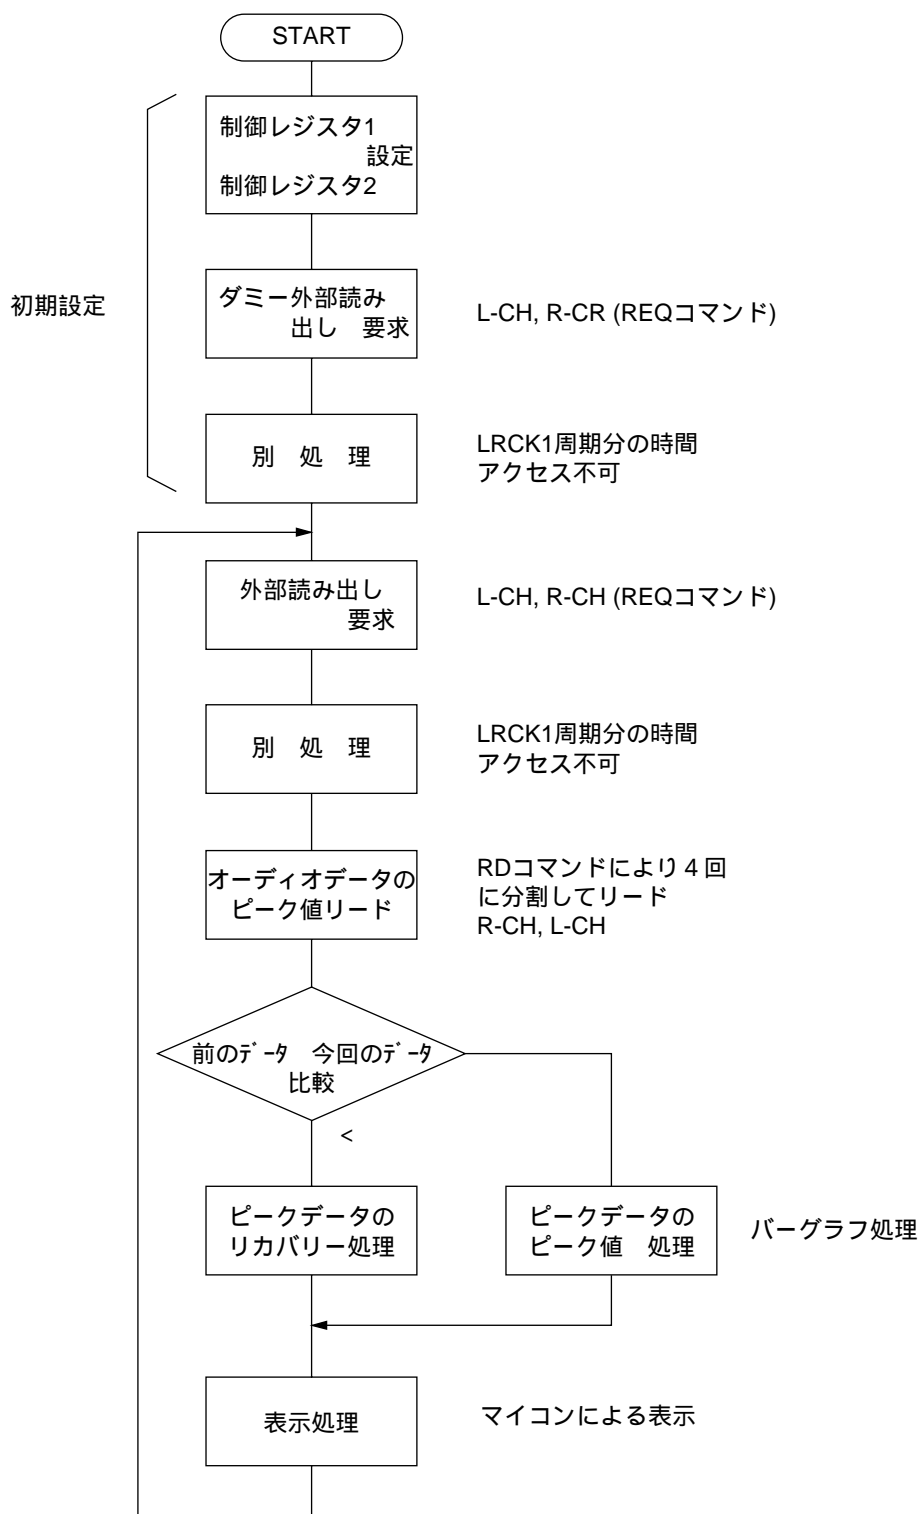 START
制御レジスタ1
設定
制御レジスタ2
初期設定
ダミー外部読み
出し 要求
L-CH, R-CR (REQコマンド)
別 処 理
LRCK1周期分の時間
アクセス不可
外部読み出し
要求
L-CH, R-CH (REQコマンド)
別 処 理
LRCK1周期分の時間
アクセス不可
オーディオデータの
ピーク値リード
RDコマンドにより4回
に分割してリード
R-CH, L-CH
前のデータ 今回のデータ
比較
<
ピークデータの
リカバリー処理
ピークデータの
ピーク値 処理
バーグラフ処理
表示処理
マイコンによる表示